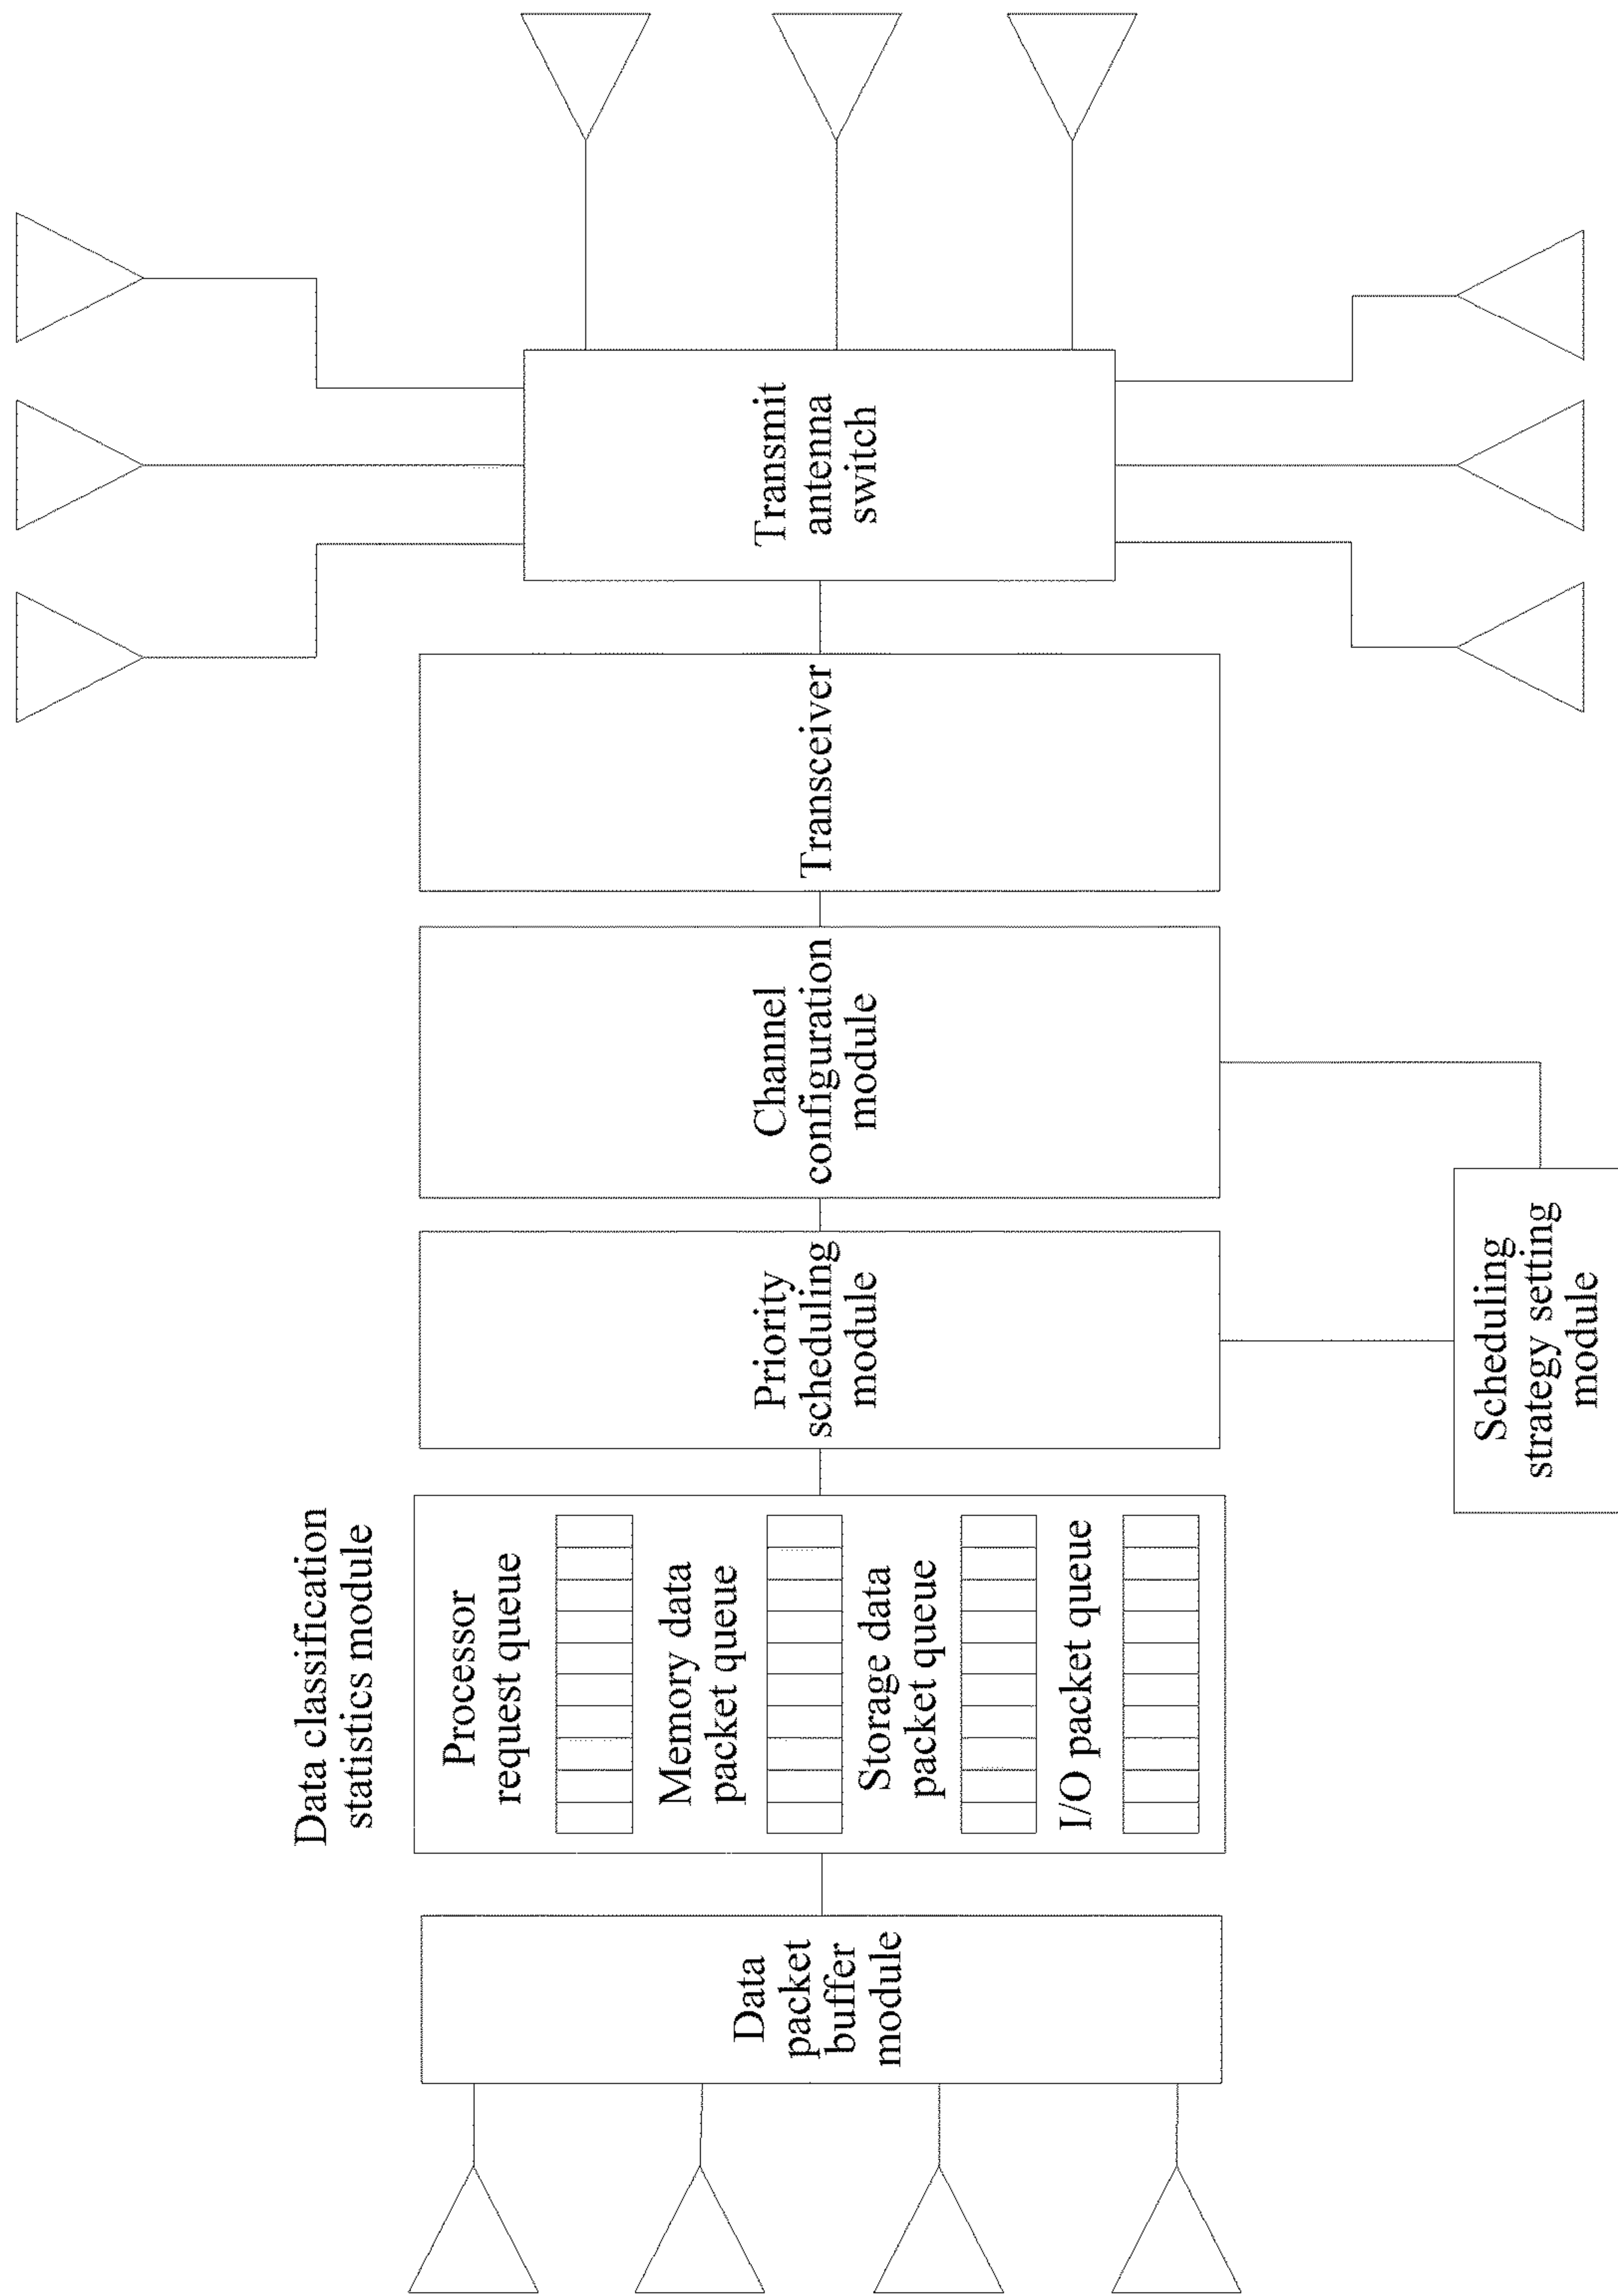 Data
packet
buffer
module
Data classification
statistics module
Processor
request queue
Memory data
packet queue
Storage data
packet queue
I/O packet queue
Priority
scheduling
module
Scheduling
strategy setting
module
Channel
configuration
module
Transceiver
Transmit
antenna
switch